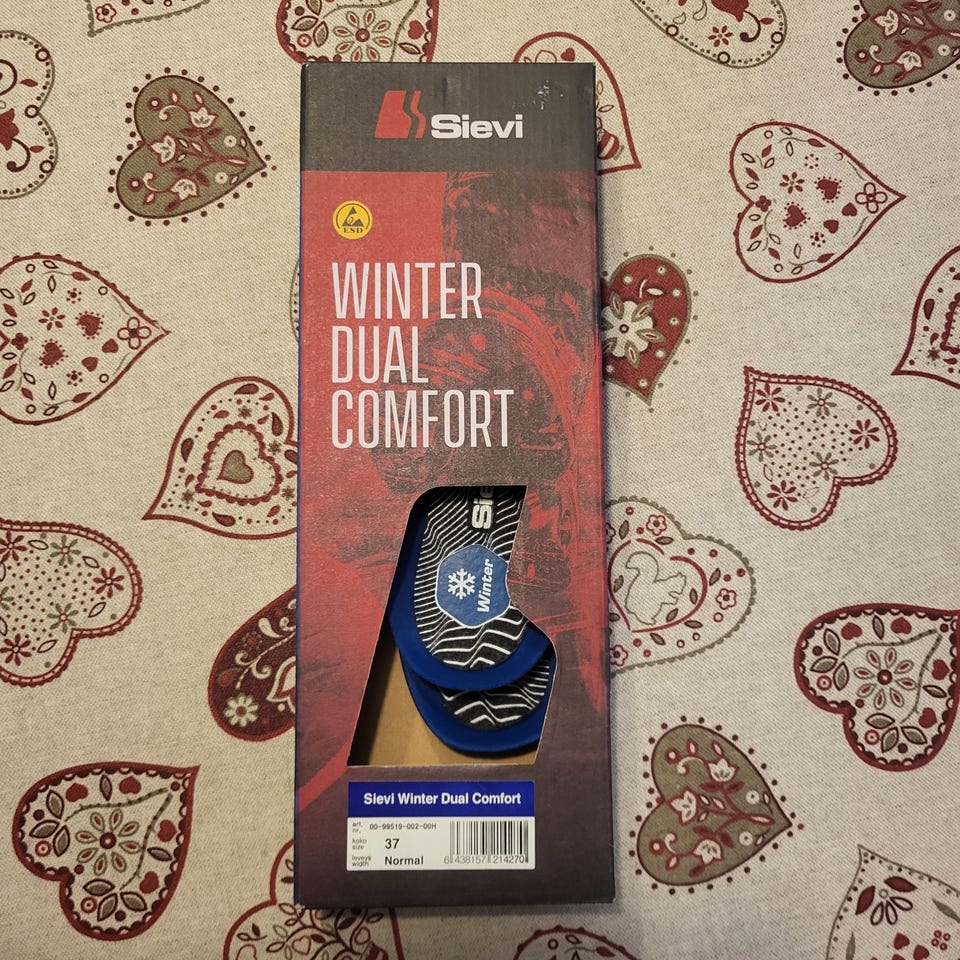 Sievi
ESD
WINTER
DUAL
COMFORT
Sie
Winter
Sievi Winter Dual Comfort
art.
nr.
00-99519-002-00H
koko
size
37
leveys
width
Normal
6 438157 214270